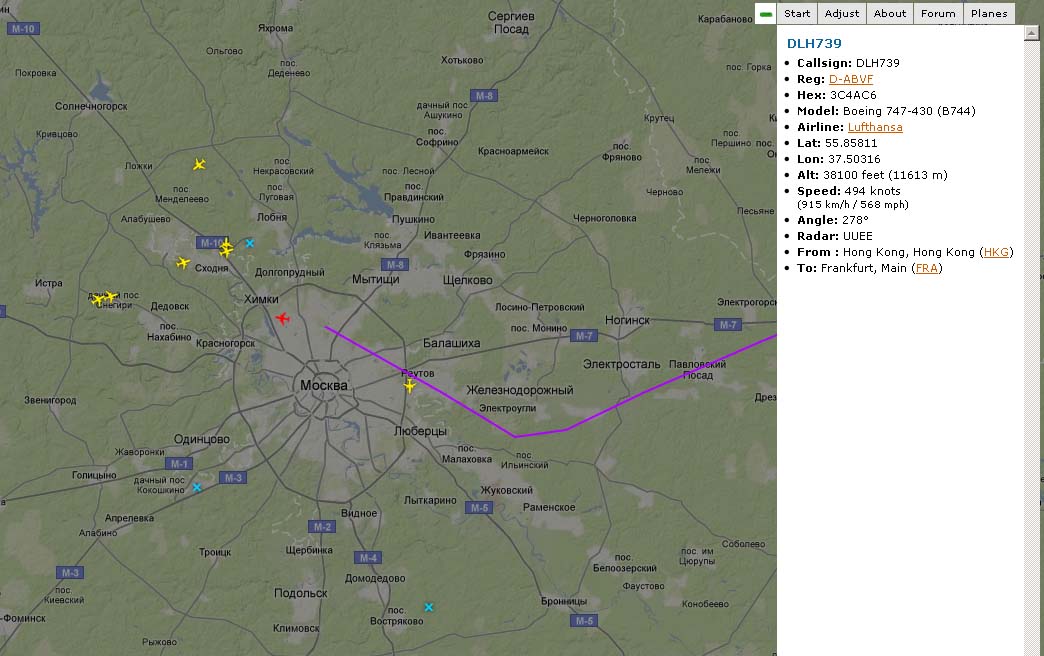 Start
Adjust
About
Forum
Planes
DLH739
Callsign: DLH739
Reg: D-ABVF
Hex: 3C4AC6
Model: Boeing 747-430 (B744)
Airline: Lufthansa
Lat: 55.85811
Lon: 37.50316
Alt: 38100 feet (11613 m)
Speed: 494 knots
(915 km/h / 568 mph)
Angle: 278°
Radar: UUEE
From : Hong Kong, Hong Kong (HKG)
To: Frankfurt, Main (FRA)
М-10
Яхрома
Сергиев
Посад
Карабаново
Ольгово
пос.
Деденево
Хотьково
пос. Горка
Покровка
Солнечногорск
М-8
дачный пос
Ашукино
Крутец
Кривцово
пос.
Софрино
Красноармейск
пос.
Першино
пос.
Фряново
Ложки
пос.
Некрасовский
пос. Лесной
пос.
Мележи
пос.
Менделеево
пос.
Луговая
пос.
Правдинский
Черново
Алабушево
Лобня
Пушкино
Черноголовка
Песьяне
М-10
пос.
Клязьма
Ивантеевка
Фрязино
Сходня
Долгопрудный
М-8
Мытищи
Щелково
Истра
дачный пос
Снегири
Дедовск
Химки
Лосино-Петровский
Электрогорск
пос.
Нахабино
Красногорск
пос. Монино
М-7
Ногинск
М-7
Балашиха
Реутов
Электросталь
Павловский
Посад
Москва
Железнодорожный
Электроугли
Звенигород
Люберцы
Одинцово
Жаворонки
М-1
пос.
Малаховка
пос.
Ильинский
Голицыно
дачный пос
Кокошкино
М-3
Жуковский
Лыткарино
М-5
Раменское
Апрелевка
Видное
Алабино
М-2
Троицк
Щербинка
М-4
Соболево
пос. им
Цюрупы
М-3
пос.
Киевский
Домодедово
пос.
Белоозерский
Фаустово
Подольск
Бронницы
Конобеево
пос.
Востряково
М-5
-Фоминск
Климовск
Рыжово